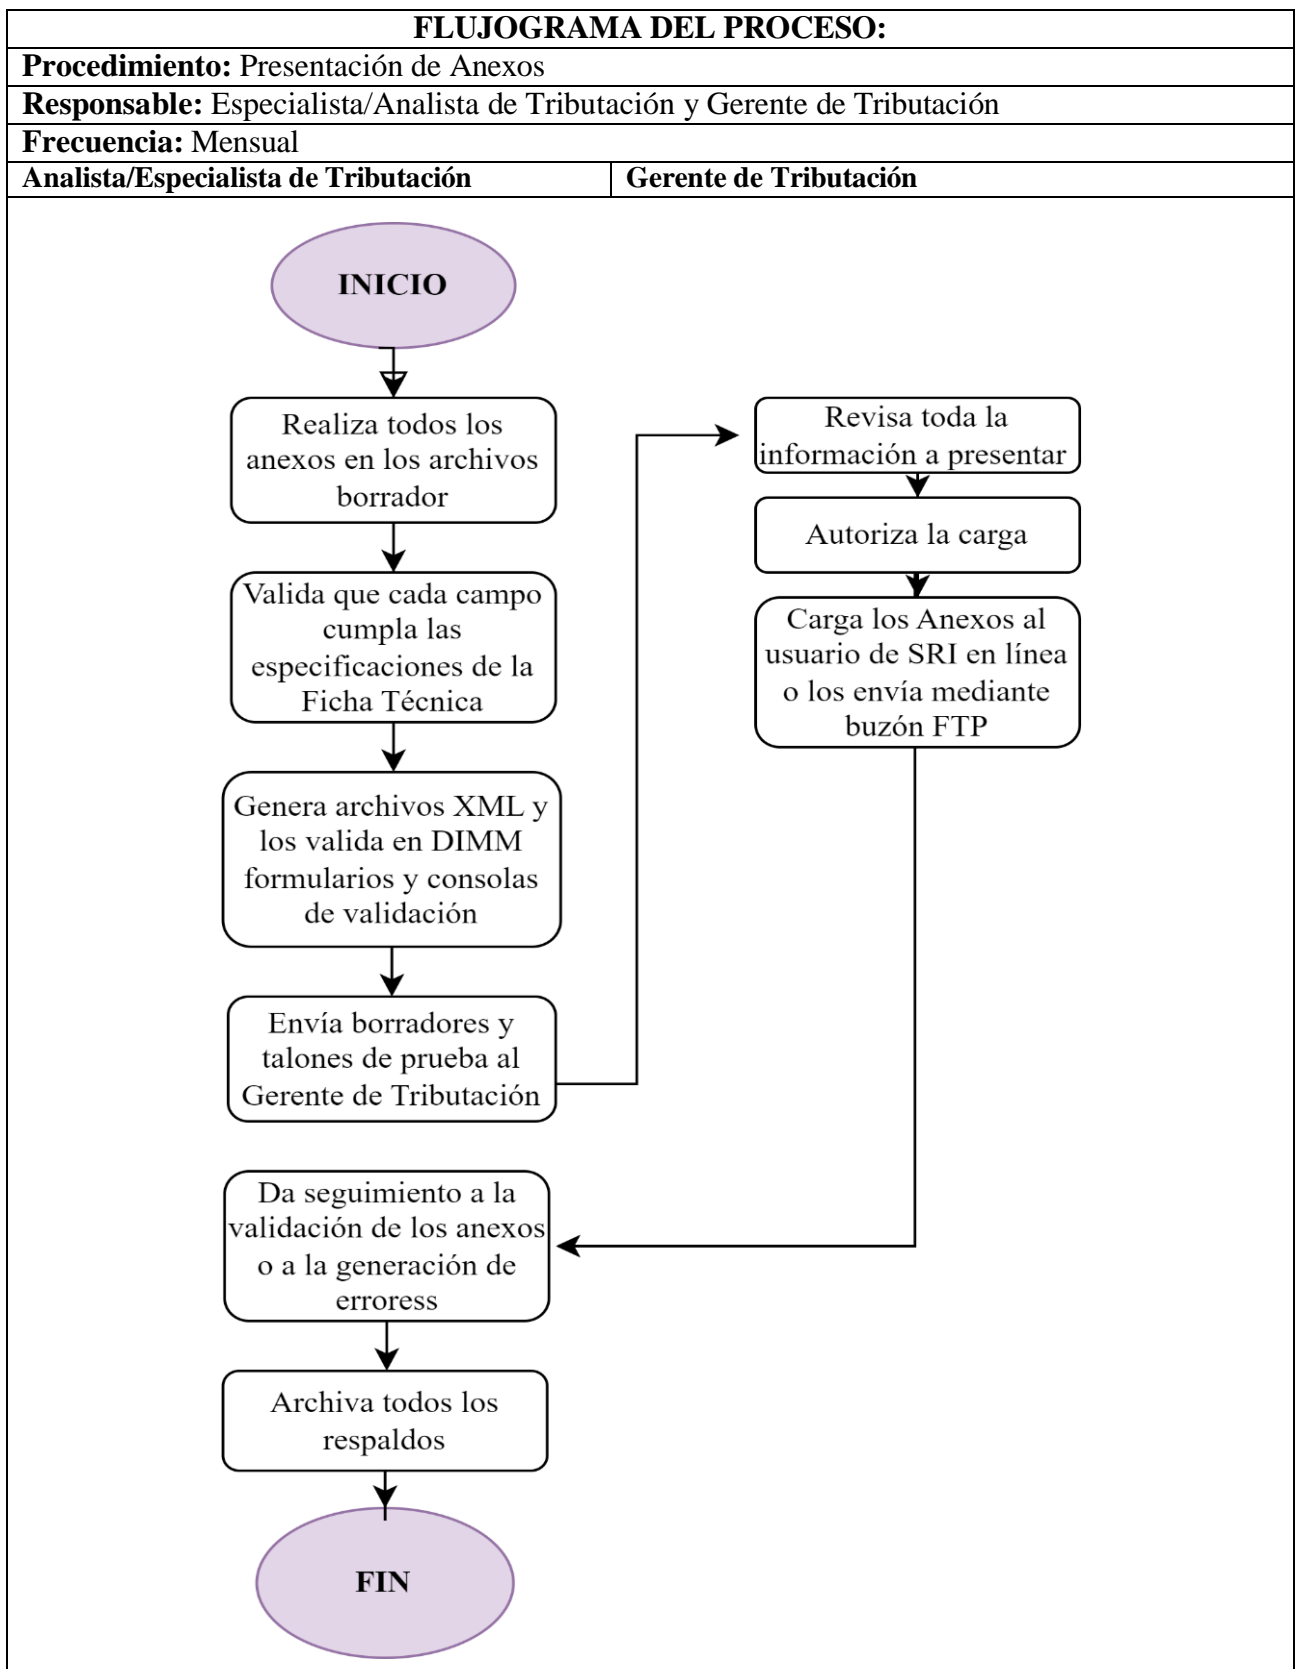 FLUJOGRAMA DEL PROCESO:
Procedimiento: Presentación de Anexos
Responsable: Especialista/Analista de Tributación y Gerente de Tributación
Frecuencia: Mensual
Analista/Especialista de Tributación
Gerente de Tributación
INICIO
Realiza todos los
anexos en los archivos
borrador
Valida que cada campo
cumpla las
especificaciones de la
Ficha Técnica
Genera archivos XML y
los valida en DIMM
formularios y consolas
de validación
Envía borradores y
talones de prueba al
Gerente de Tributación
Revisa toda la
información a presentar
Autoriza la carga
Carga los Anexos al
usuario de SRI en línea
o los envía mediante
buzón FTP
Da seguimiento a la
validación de los anexos
o a la generación de
erroress
Archiva todos los
respaldos
FIN